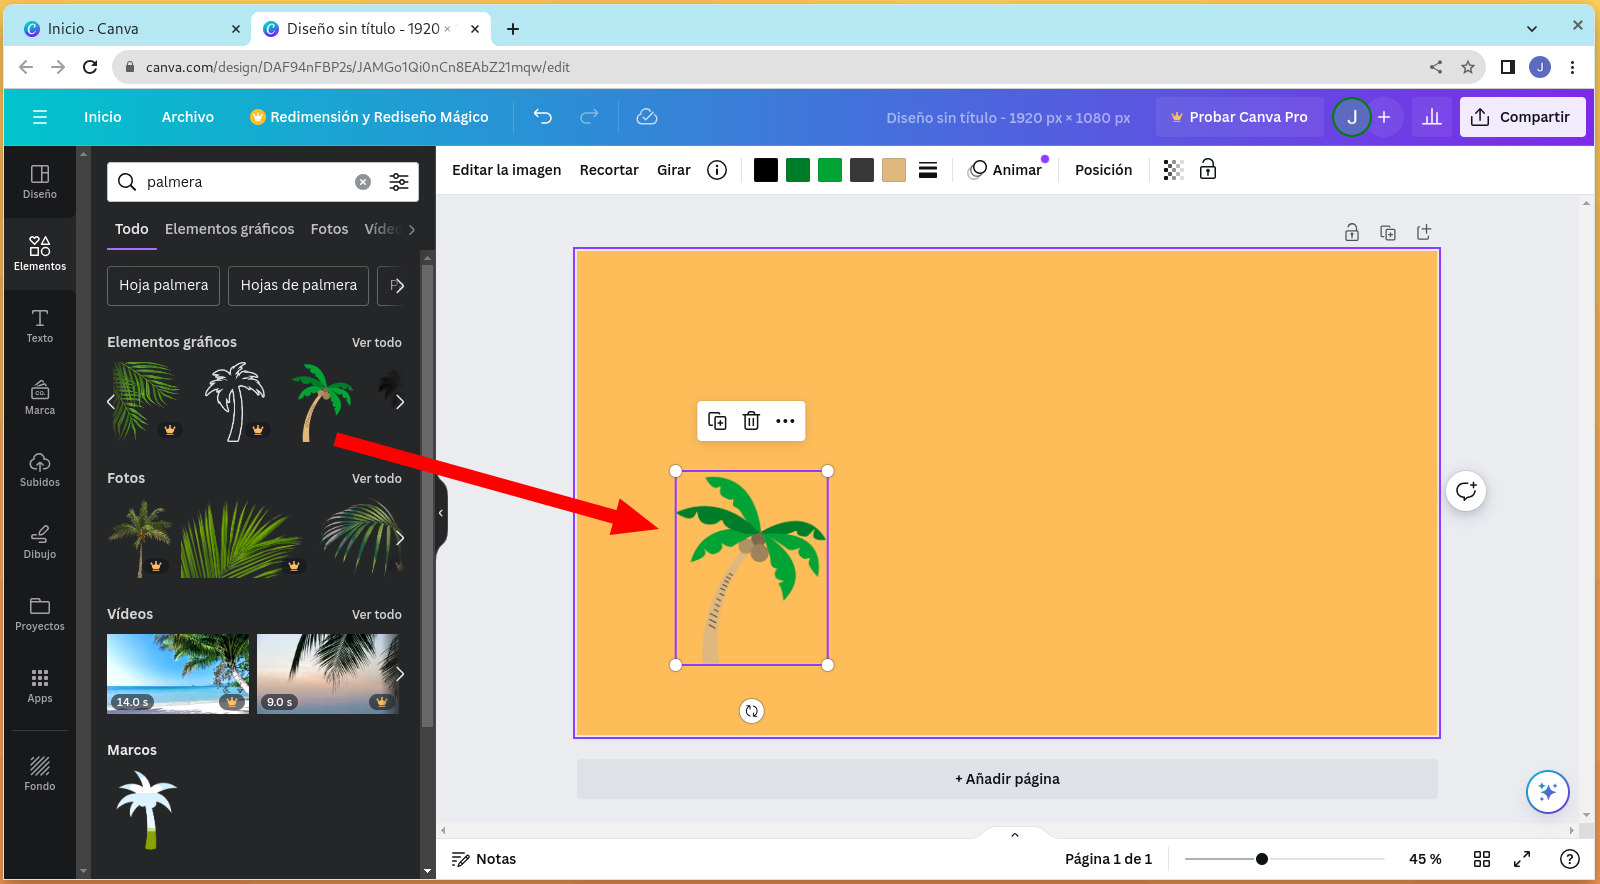 Inicio - Canva
Diseño sin título - 1920 ×
canva.com/design/DAF94nFBP2s/JAMGo1Qi0nCn8EAbZ21mqw/edit
J
Inicio
Archivo
Redimensión y Rediseño Mágico
Diseño sin título - 1920 px × 1080 px
Probar Canva Pro
J
Compartir
Diseño
Elementos
Texto
CO.
Marca
Subidos
Dibujo
Proyectos
Apps
Fondo
palmera
Todo
Elementos gráficos
Fotos
Hoja palmera
Hojas de palmera
Elementos gráficos
Ver todo
Fotos
Ver todo
Vídeos
Ver todo
14.0 s
9.0 s
Marcos
Editar la imagen
Recortar
Girar
Animar
Posición
+ Añadir página
Notas
Página 1 de 1
45 %